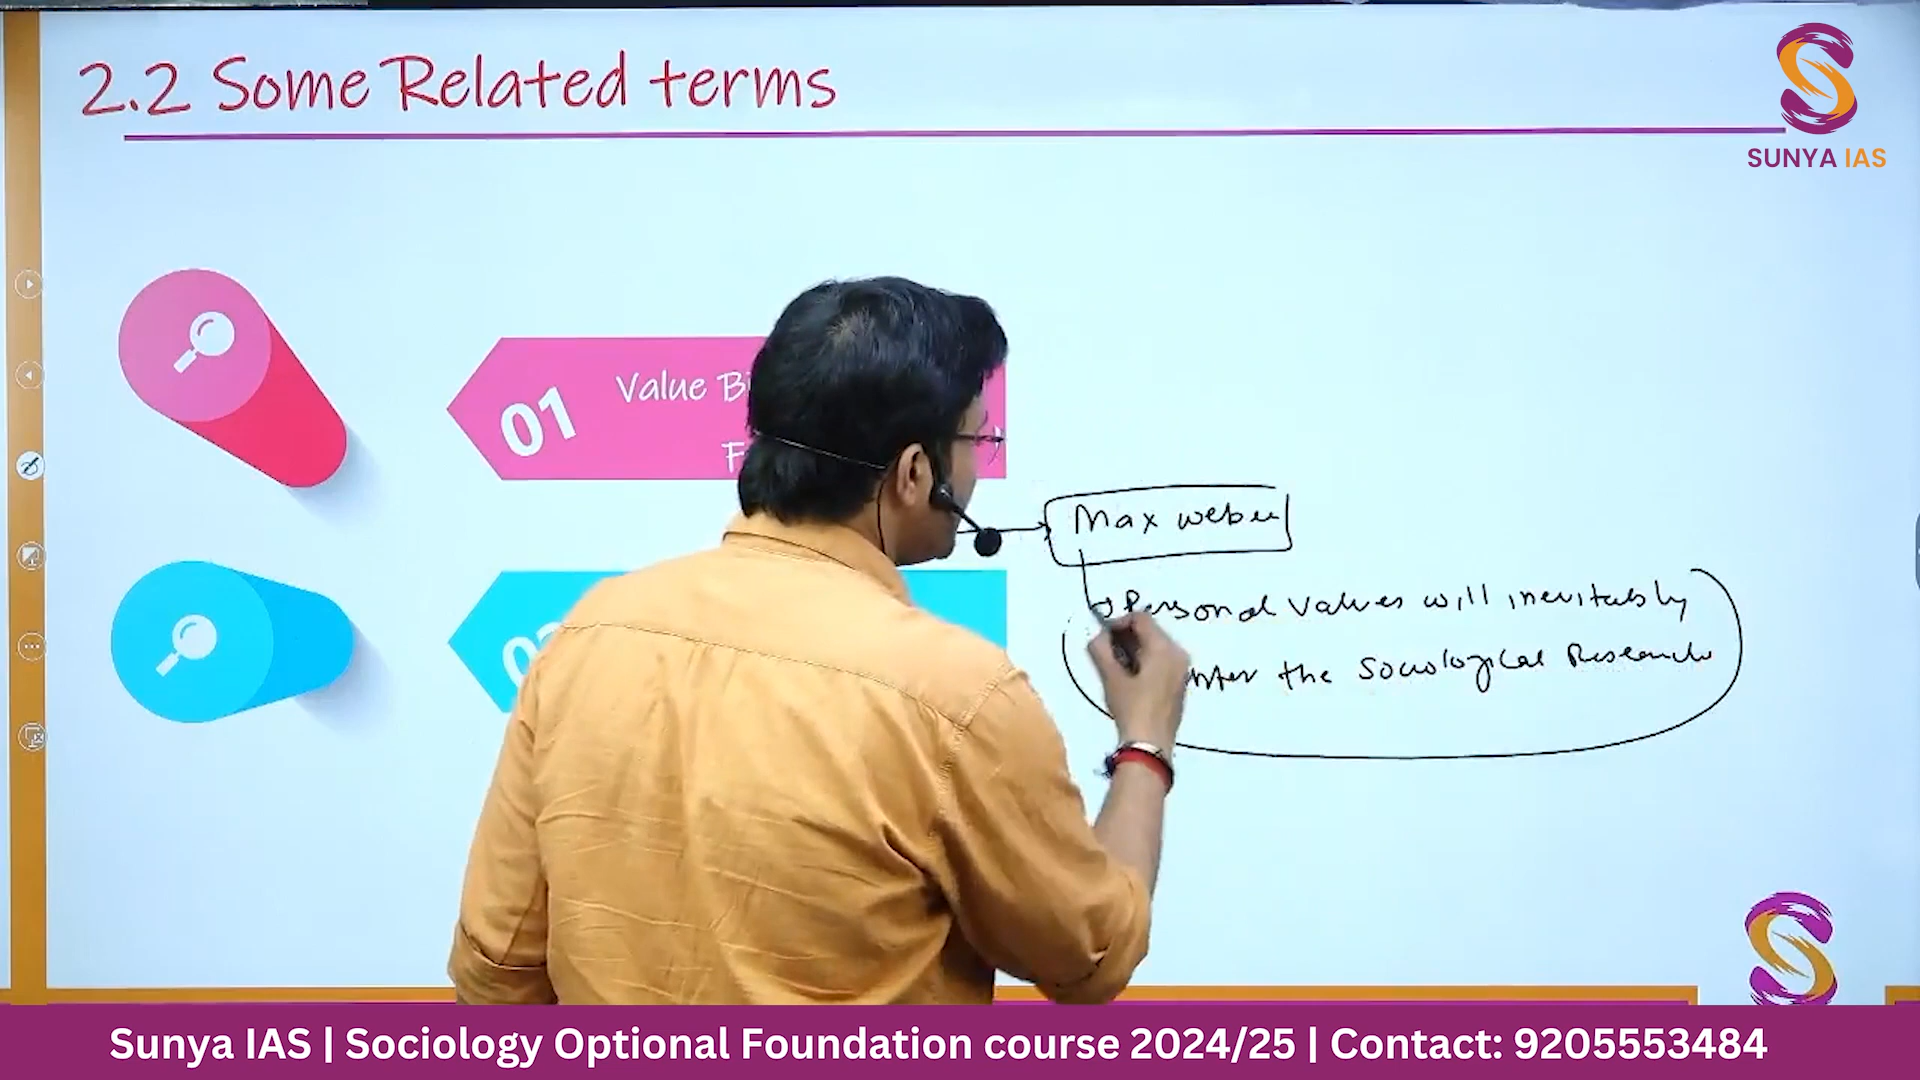 2.2 Some Related terms
SUNYA IAS
01
Value
Max weber
Personal values will inevitably
enter the Sociological Research
Sunya IAS | Sociology Optional Foundation course 2024/25 | Contact: 9205553484